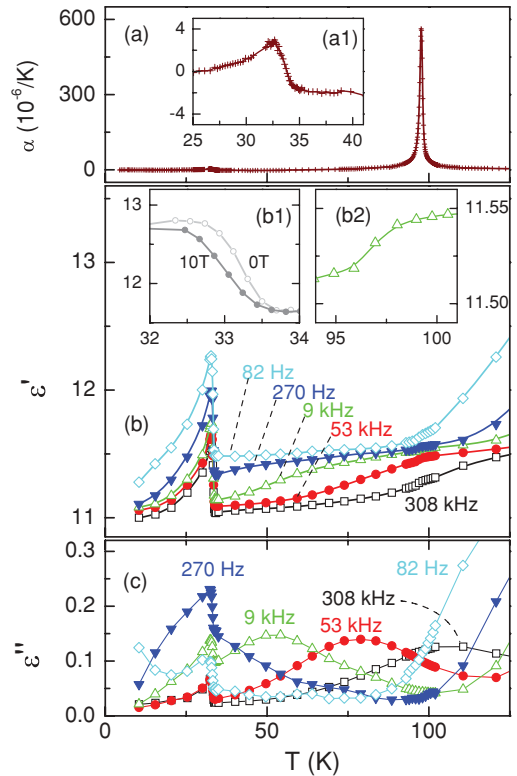 (a)
(a1)
α (10⁻⁶/K)
600
300
0
4
0
-4
25 30 35 40
(b1)
(b2)
13
12
10T
0T
32 33 34
11.55
11.50
95 100
ε'
13
12
11
(b)
82 Hz
270 Hz
9 kHz
53 kHz
308 kHz
(c)
ε''
0.3
0.2
0.1
0.0
270 Hz
9 kHz
53 kHz
308 kHz
82 Hz
0 50 100
T (K)